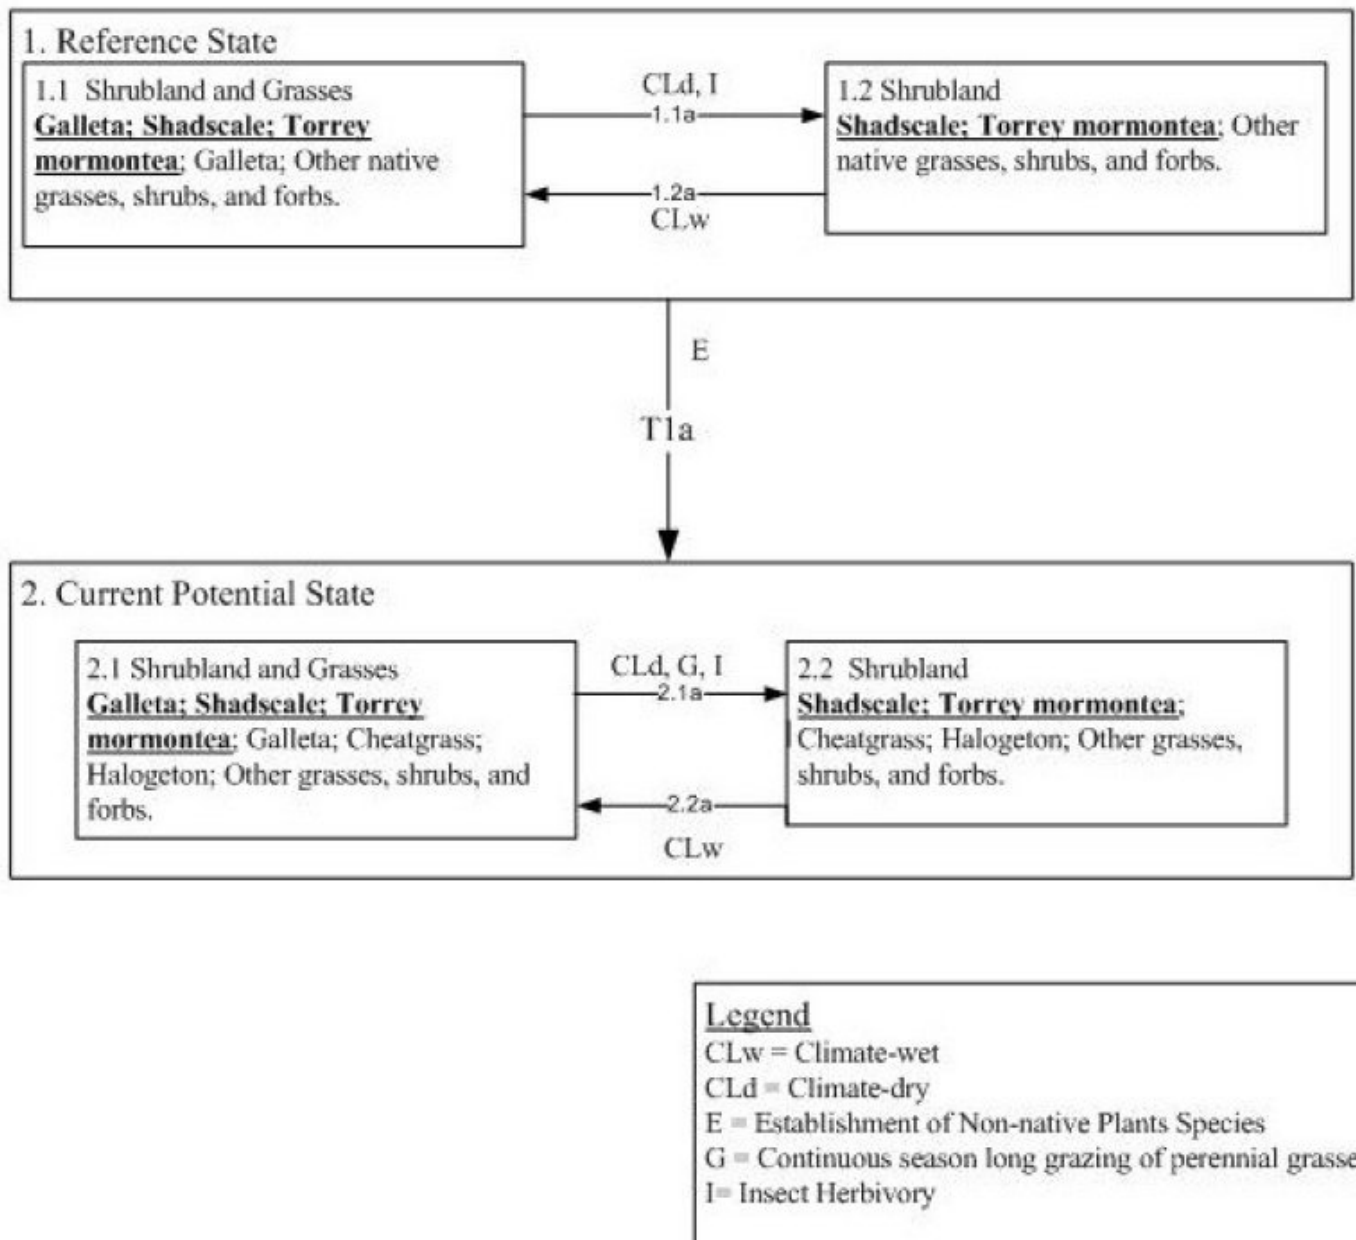 1. Reference State
1.1 Shrubland and Grasses
Galleta; Shadscale; Torrey
mormontea; Galleta; Other native
grasses, shrubs, and forbs.
CLd, I
1.1a
1.2a
CLw
1.2 Shrubland
Shadscale; Torrey mormontea; Other
native grasses, shrubs, and forbs.
E
T1a
2. Current Potential State
2.1 Shrubland and Grasses
Galleta; Shadscale; Torrey
mormontea; Galleta; Cheatgrass;
Halogeton; Other grasses, shrubs, and
forbs.
CLd, G, I
2.1a
2.2a
CLw
2.2 Shrubland
Shadscale; Torrey mormontea;
Cheatgrass; Halogeton; Other grasses,
shrubs, and forbs.
Legend
CLw = Climate-wet
CLd = Climate-dry
E = Establishment of Non-native Plants Species
G = Continuous season long grazing of perennial grasse
I= Insect Herbivory